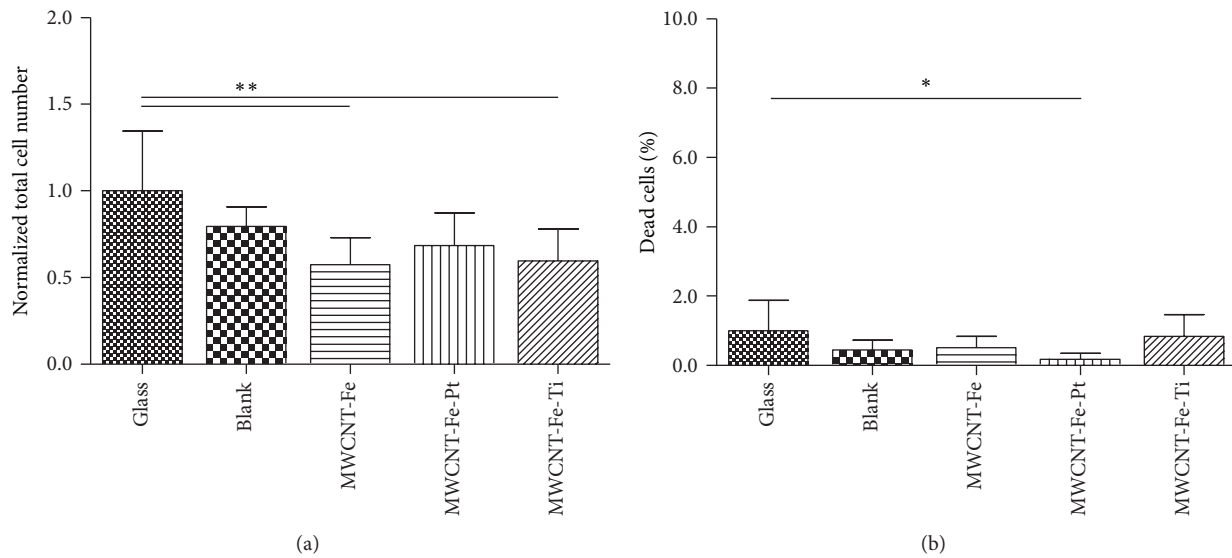 Normalized total cell number
2.0
1.5
1.0
0.5
0.0
**
Glass
Blank
MWCNT-Fe
MWCNT-Fe-Pt
MWCNT-Fe-Ti
(a)
Dead cells (%)
10.0
8.0
6.0
4.0
2.0
0.0
*
Glass
Blank
MWCNT-Fe
MWCNT-Fe-Pt
MWCNT-Fe-Ti
(b)